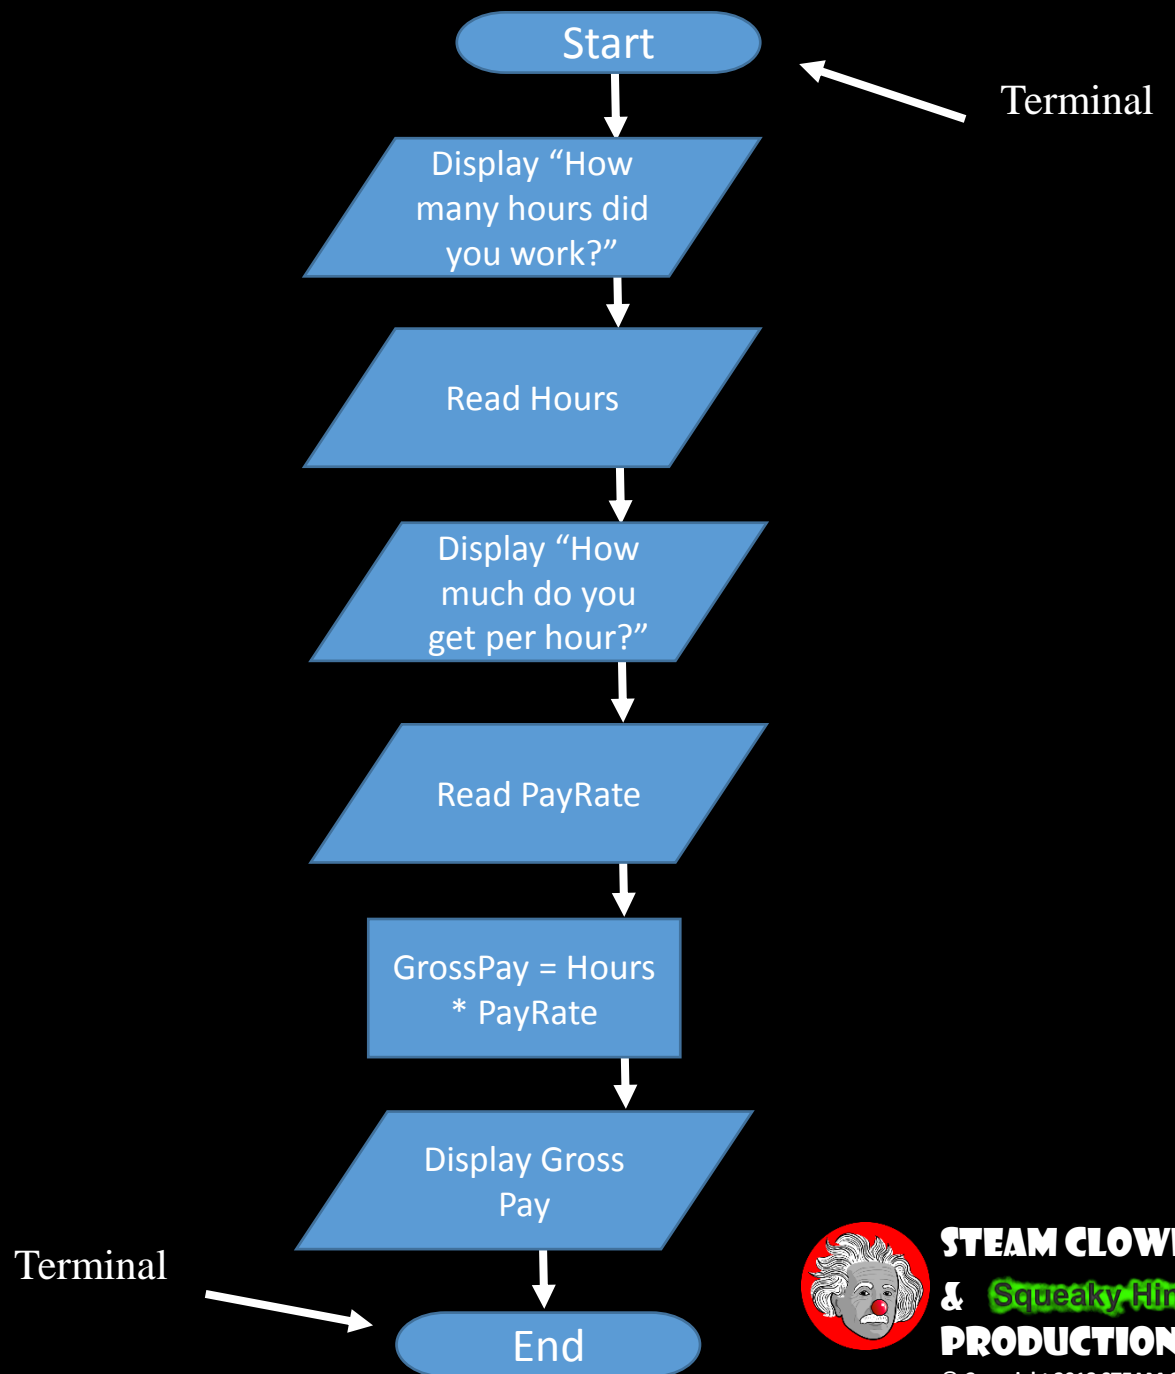 Start
Terminal
Display “How
many hours did
you work?”
Read Hours
Display “How
much do you
get per hour?”
Read PayRate
GrossPay = Hours
* PayRate
Display Gross
Pay
Terminal
End
STEAM CLOW
& Squeaky
PRODUCTION